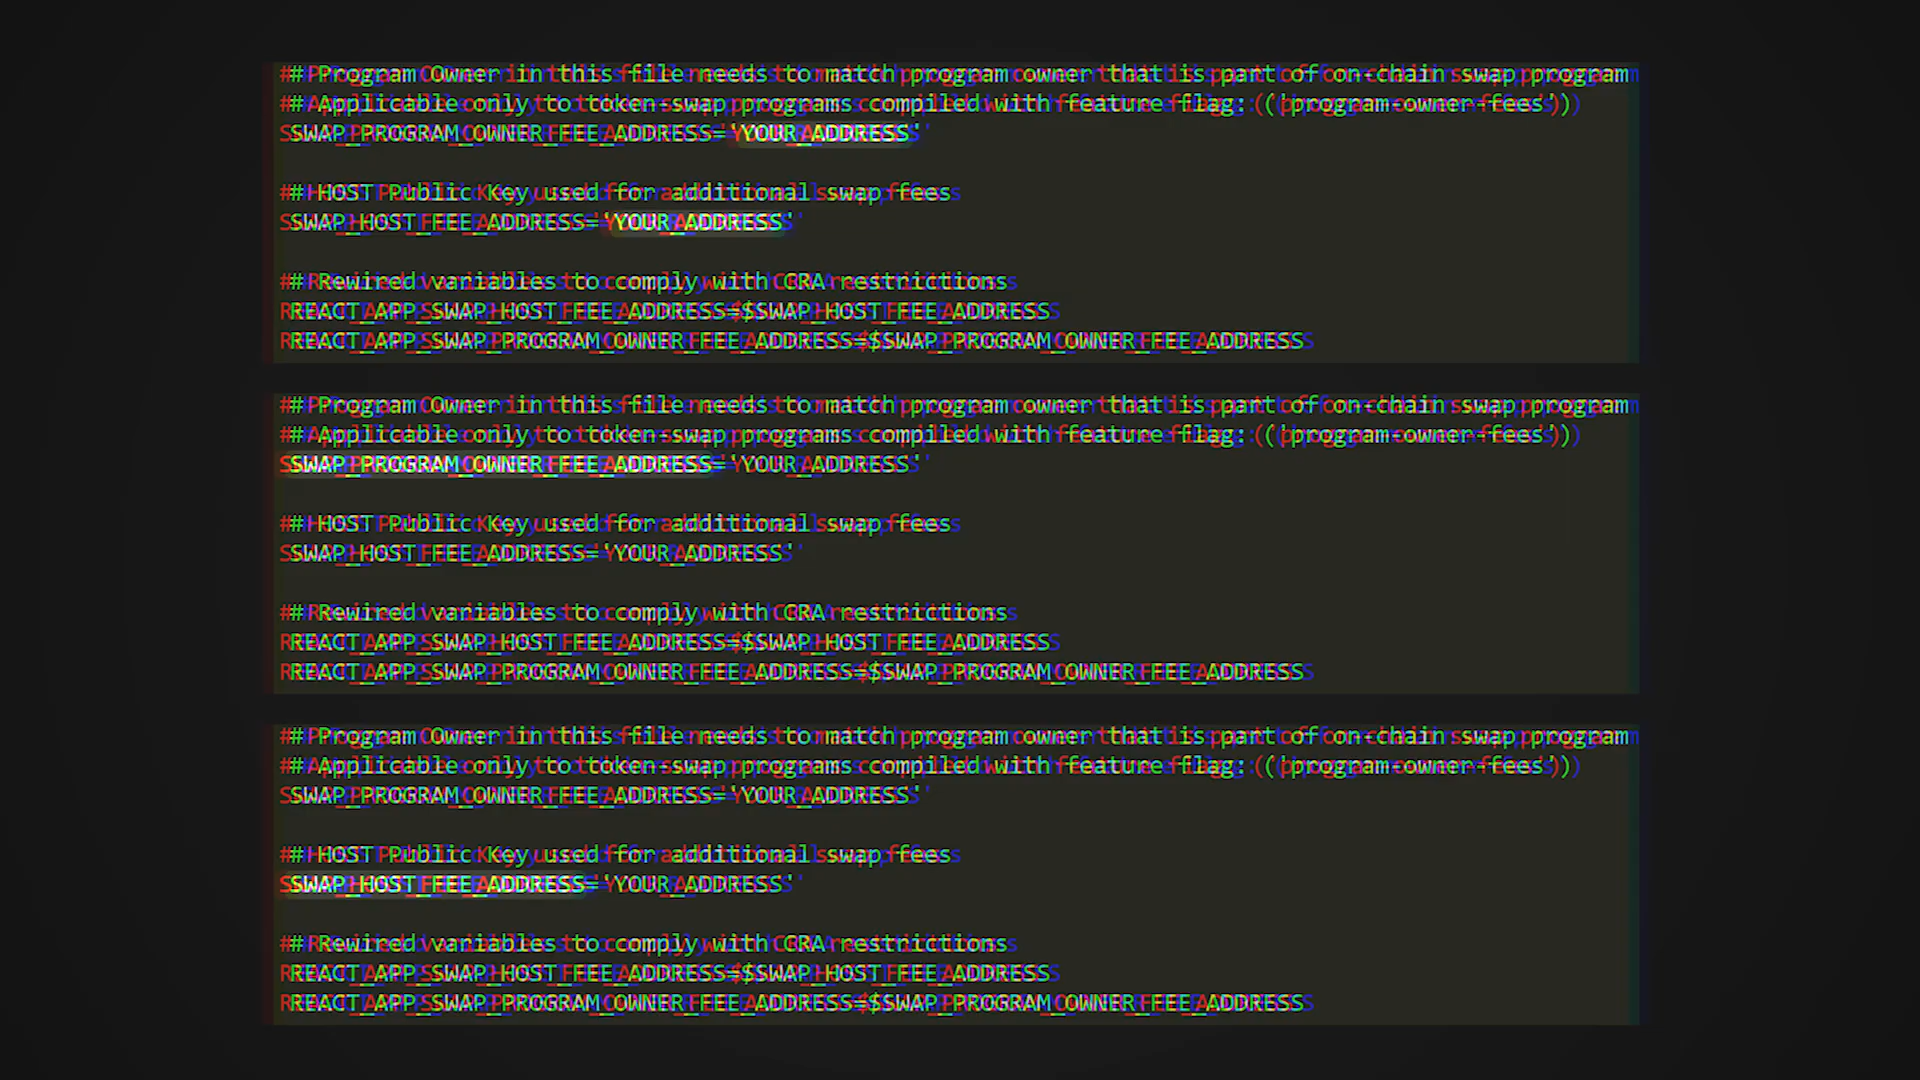 # Program Owner in this file needs to match program owner that is part of on-chain swap program
# Applicable only to token-swap programs compiled with feature flag: ('program-owner-fees')
SWAP_PROGRAM_OWNER_FEE_ADDRESS='YOUR_ADDRESS'
# HOST Public Key used for additional swap fees
SWAP_HOST_FEE_ADDRESS='YOUR_ADDRESS'
# Rewired variables to comply with CRA restrictions
REACT_APP_SWAP_HOST_FEE_ADDRESS=$SWAP_HOST_FEE_ADDRESS
REACT_APP_SWAP_PROGRAM_OWNER_FEE_ADDRESS=$SWAP_PROGRAM_OWNER_FEE_ADDRESS
# Program Owner in this file needs to match program owner that is part of on-chain swap program
# Applicable only to token-swap programs compiled with feature flag: ('program-owner-fees')
SWAP_PROGRAM_OWNER_FEE_ADDRESS='YOUR_ADDRESS'
# HOST Public Key used for additional swap fees
SWAP_HOST_FEE_ADDRESS='YOUR_ADDRESS'
# Rewired variables to comply with CRA restrictions
REACT_APP_SWAP_HOST_FEE_ADDRESS=$SWAP_HOST_FEE_ADDRESS
REACT_APP_SWAP_PROGRAM_OWNER_FEE_ADDRESS=$SWAP_PROGRAM_OWNER_FEE_ADDRESS
# Program Owner in this file needs to match program owner that is part of on-chain swap program
# Applicable only to token-swap programs compiled with feature flag: ('program-owner-fees')
SWAP_PROGRAM_OWNER_FEE_ADDRESS='YOUR_ADDRESS'
# HOST Public Key used for additional swap fees
SWAP_HOST_FEE_ADDRESS='YOUR_ADDRESS'
# Rewired variables to comply with CRA restrictions
REACT_APP_SWAP_HOST_FEE_ADDRESS=$SWAP_HOST_FEE_ADDRESS
REACT_APP_SWAP_PROGRAM_OWNER_FEE_ADDRESS=$SWAP_PROGRAM_OWNER_FEE_ADDRESS